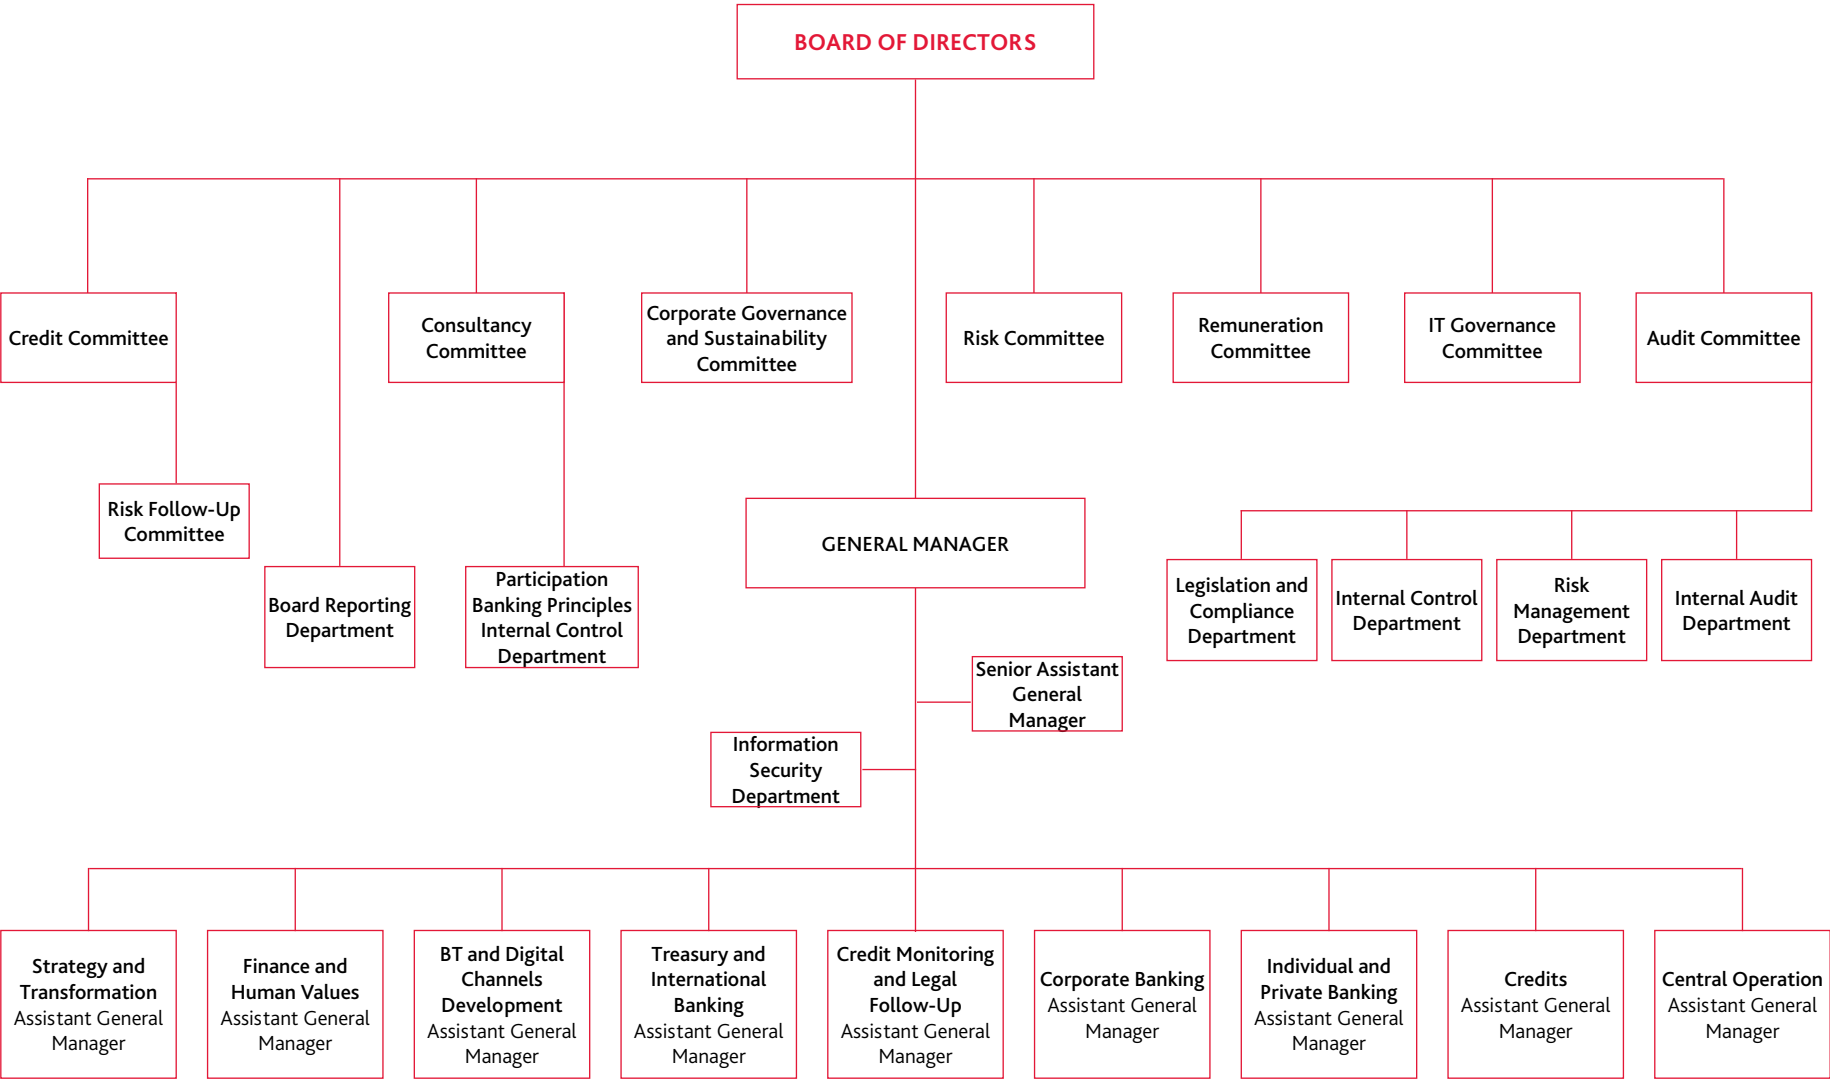 BOARD OF DIRECTORS
Credit Committee
Consultancy
Committee
Corporate Governance
and Sustainability
Committee
Risk Committee
Remuneration
Committee
IT Governance
Committee
Audit Committee
Risk Follow-Up
Committee
Board Reporting
Department
Participation
Banking Principles
Internal Control
Department
GENERAL MANAGER
Legislation and
Compliance
Department
Internal Control
Department
Risk
Management
Department
Internal Audit
Department
Senior Assistant
General
Manager
Information
Security
Department
Strategy and
Transformation
Assistant General
Manager
Finance and
Human Values
Assistant General
Manager
BT and Digital
Channels
Development
Assistant General
Manager
Treasury and
International
Banking
Assistant General
Manager
Credit Monitoring
and Legal
Follow-Up
Assistant General
Manager
Corporate Banking
Assistant General
Manager
Individual and
Private Banking
Assistant General
Manager
Credits
Assistant General
Manager
Central Operation
Assistant General
Manager